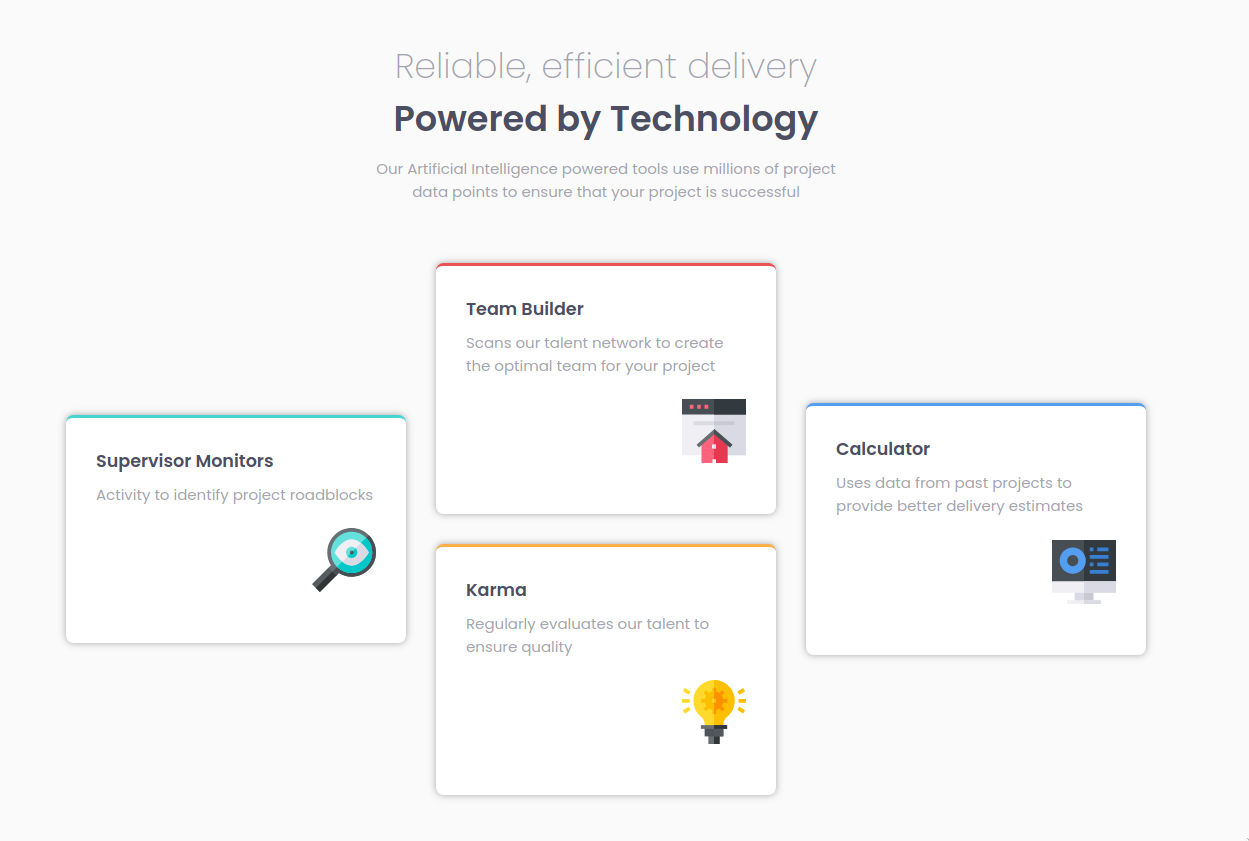 Reliable, efficient delivery
Powered by Technology
Our Artificial Intelligence powered tools use millions of project
data points to ensure that your project is successful
Supervisor Monitors
Activity to identify project roadblocks
Team Builder
Scans our talent network to create
the optimal team for your project
Karma
Regularly evaluates our talent to
ensure quality
Calculator
Uses data from past projects to
provide better delivery estimates